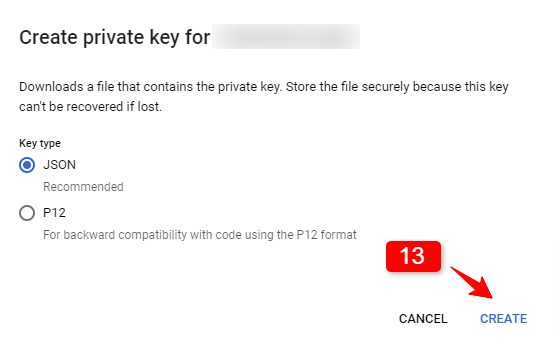 Create private key for
Downloads a file that contains the private key. Store the file securely because this key
can't be recovered if lost.
Key type
JSON
Recommended
P12
For backward compatibility with code using the P12 format
13
CANCEL
CREATE